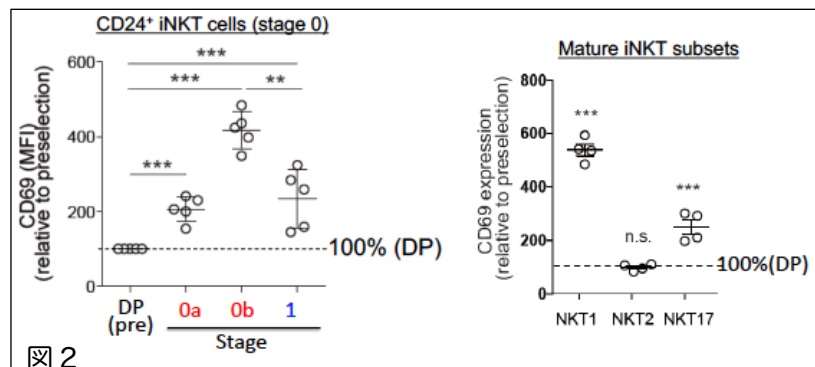 CD24⁺ iNKT cells (stage 0)
CD69 (MFI)
(relative to preselection)
600
400
200
0
***
***
**
***
100% (DP)
DP
(pre)
0a
0b
1
Stage
Mature iNKT subsets
CD69 expression
(relative to preselection)
800
600
400
200
0
***
n.s.
***
100%(DP)
NKT1
NKT2
NKT17
図2